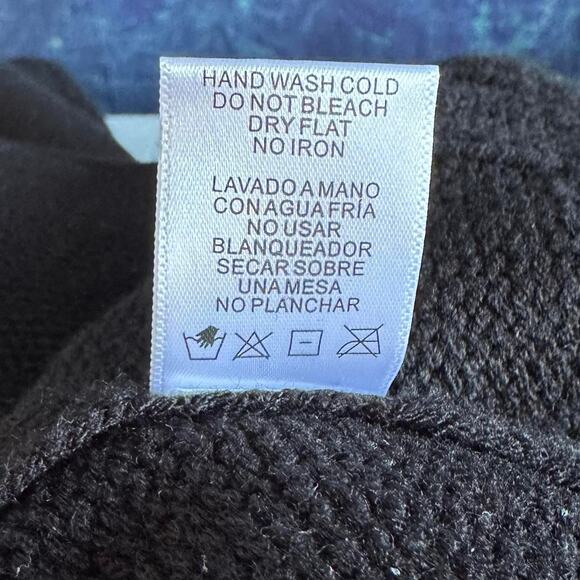 HAND WASH COLD
DO NOT BLEACH
DRY FLAT
NO IRON
LAVADO A MANO
CON AGUA FRÍA
NO USAR
BLANQUEADOR
SECAR SOBRE
UNA MESA
NO PLANCHAR